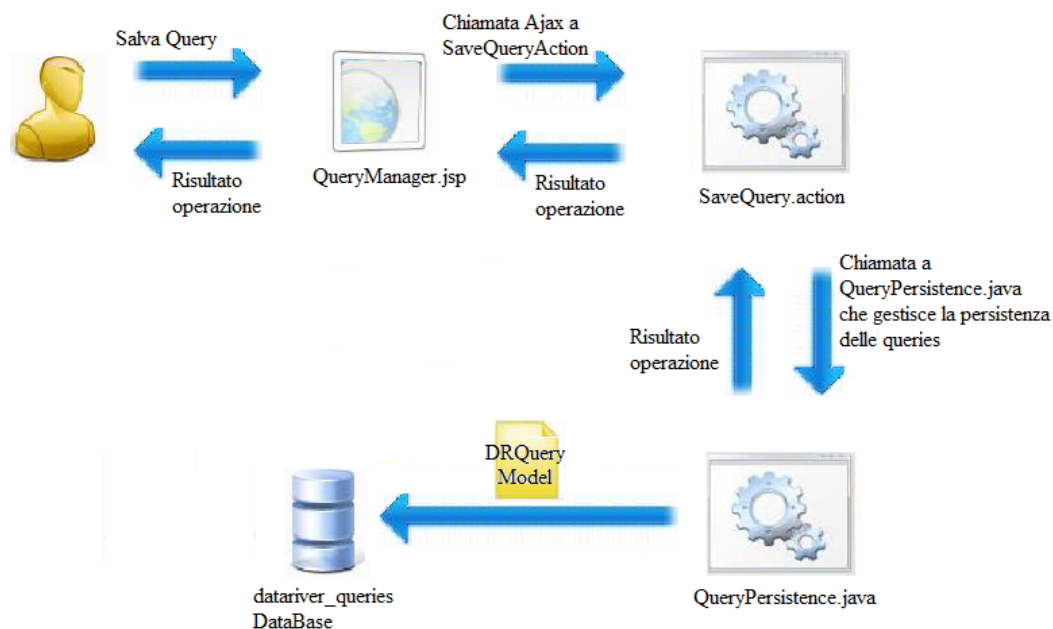 Salva Query
Chiamata Ajax a
SaveQueryAction
Risultato
operazione
QueryManager.jsp
Risultato
operazione
SaveQuery.action
Chiamata a
QueryPersistence.java
che gestisce la persistenza
delle queries
Risultato
operazione
DRQuery
Model
datariver_queries
DataBase
QueryPersistence.java